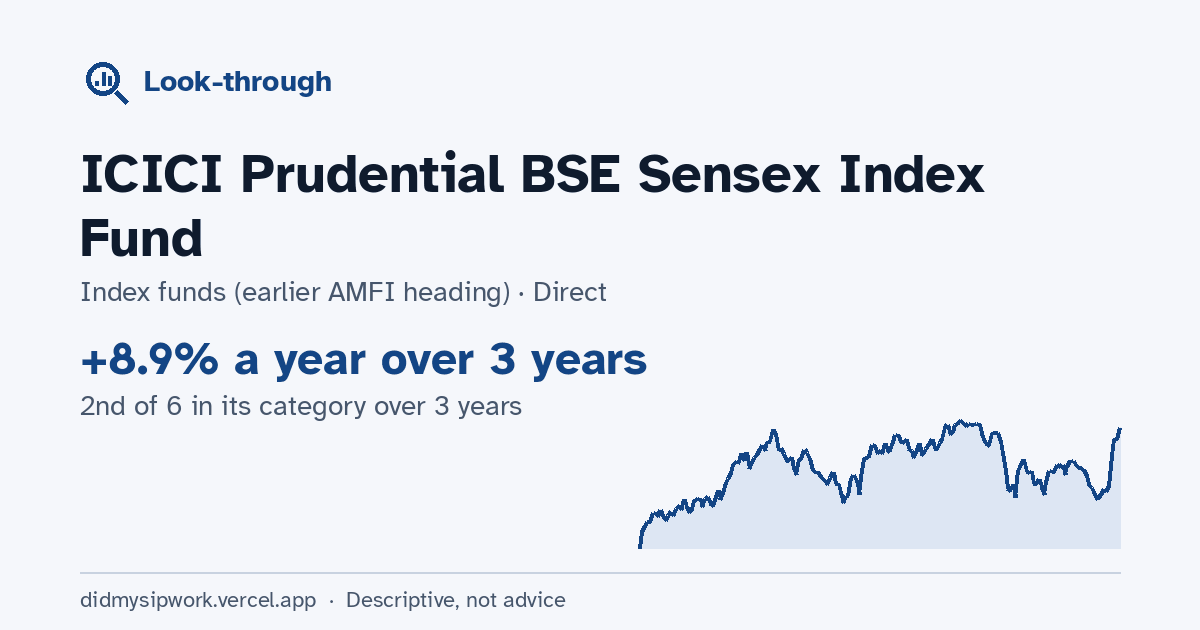 Look-through
ICICI Prudential BSE Sensex Index
Fund
Index funds (earlier AMFI heading) · Direct
+8.9% a year over 3 years
2nd of 6 in its category over 3 years
didmysipwork.vercel.app · Descriptive, not advice